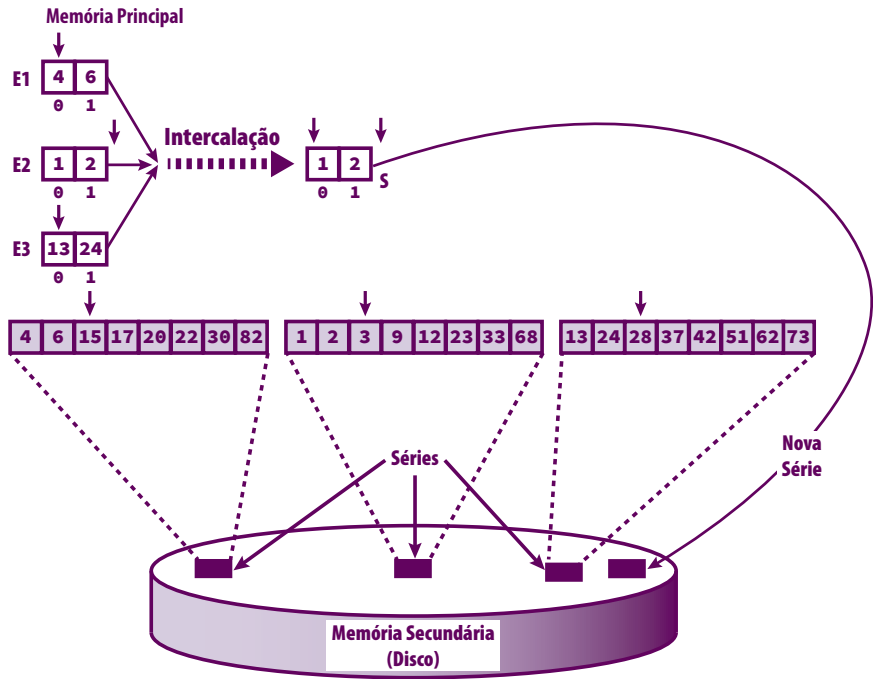 Memória Principal
E1 4 6
0 1
Intercalação
E2 1 2
0 1
1 2 S
0 1
E3 13 24
0 1
4 6 15 17 20 22 30 82
1 2 3 9 12 23 33 68
13 24 28 37 42 51 62 73
Séries
Nova
Série
Memória Secundária
(Disco)